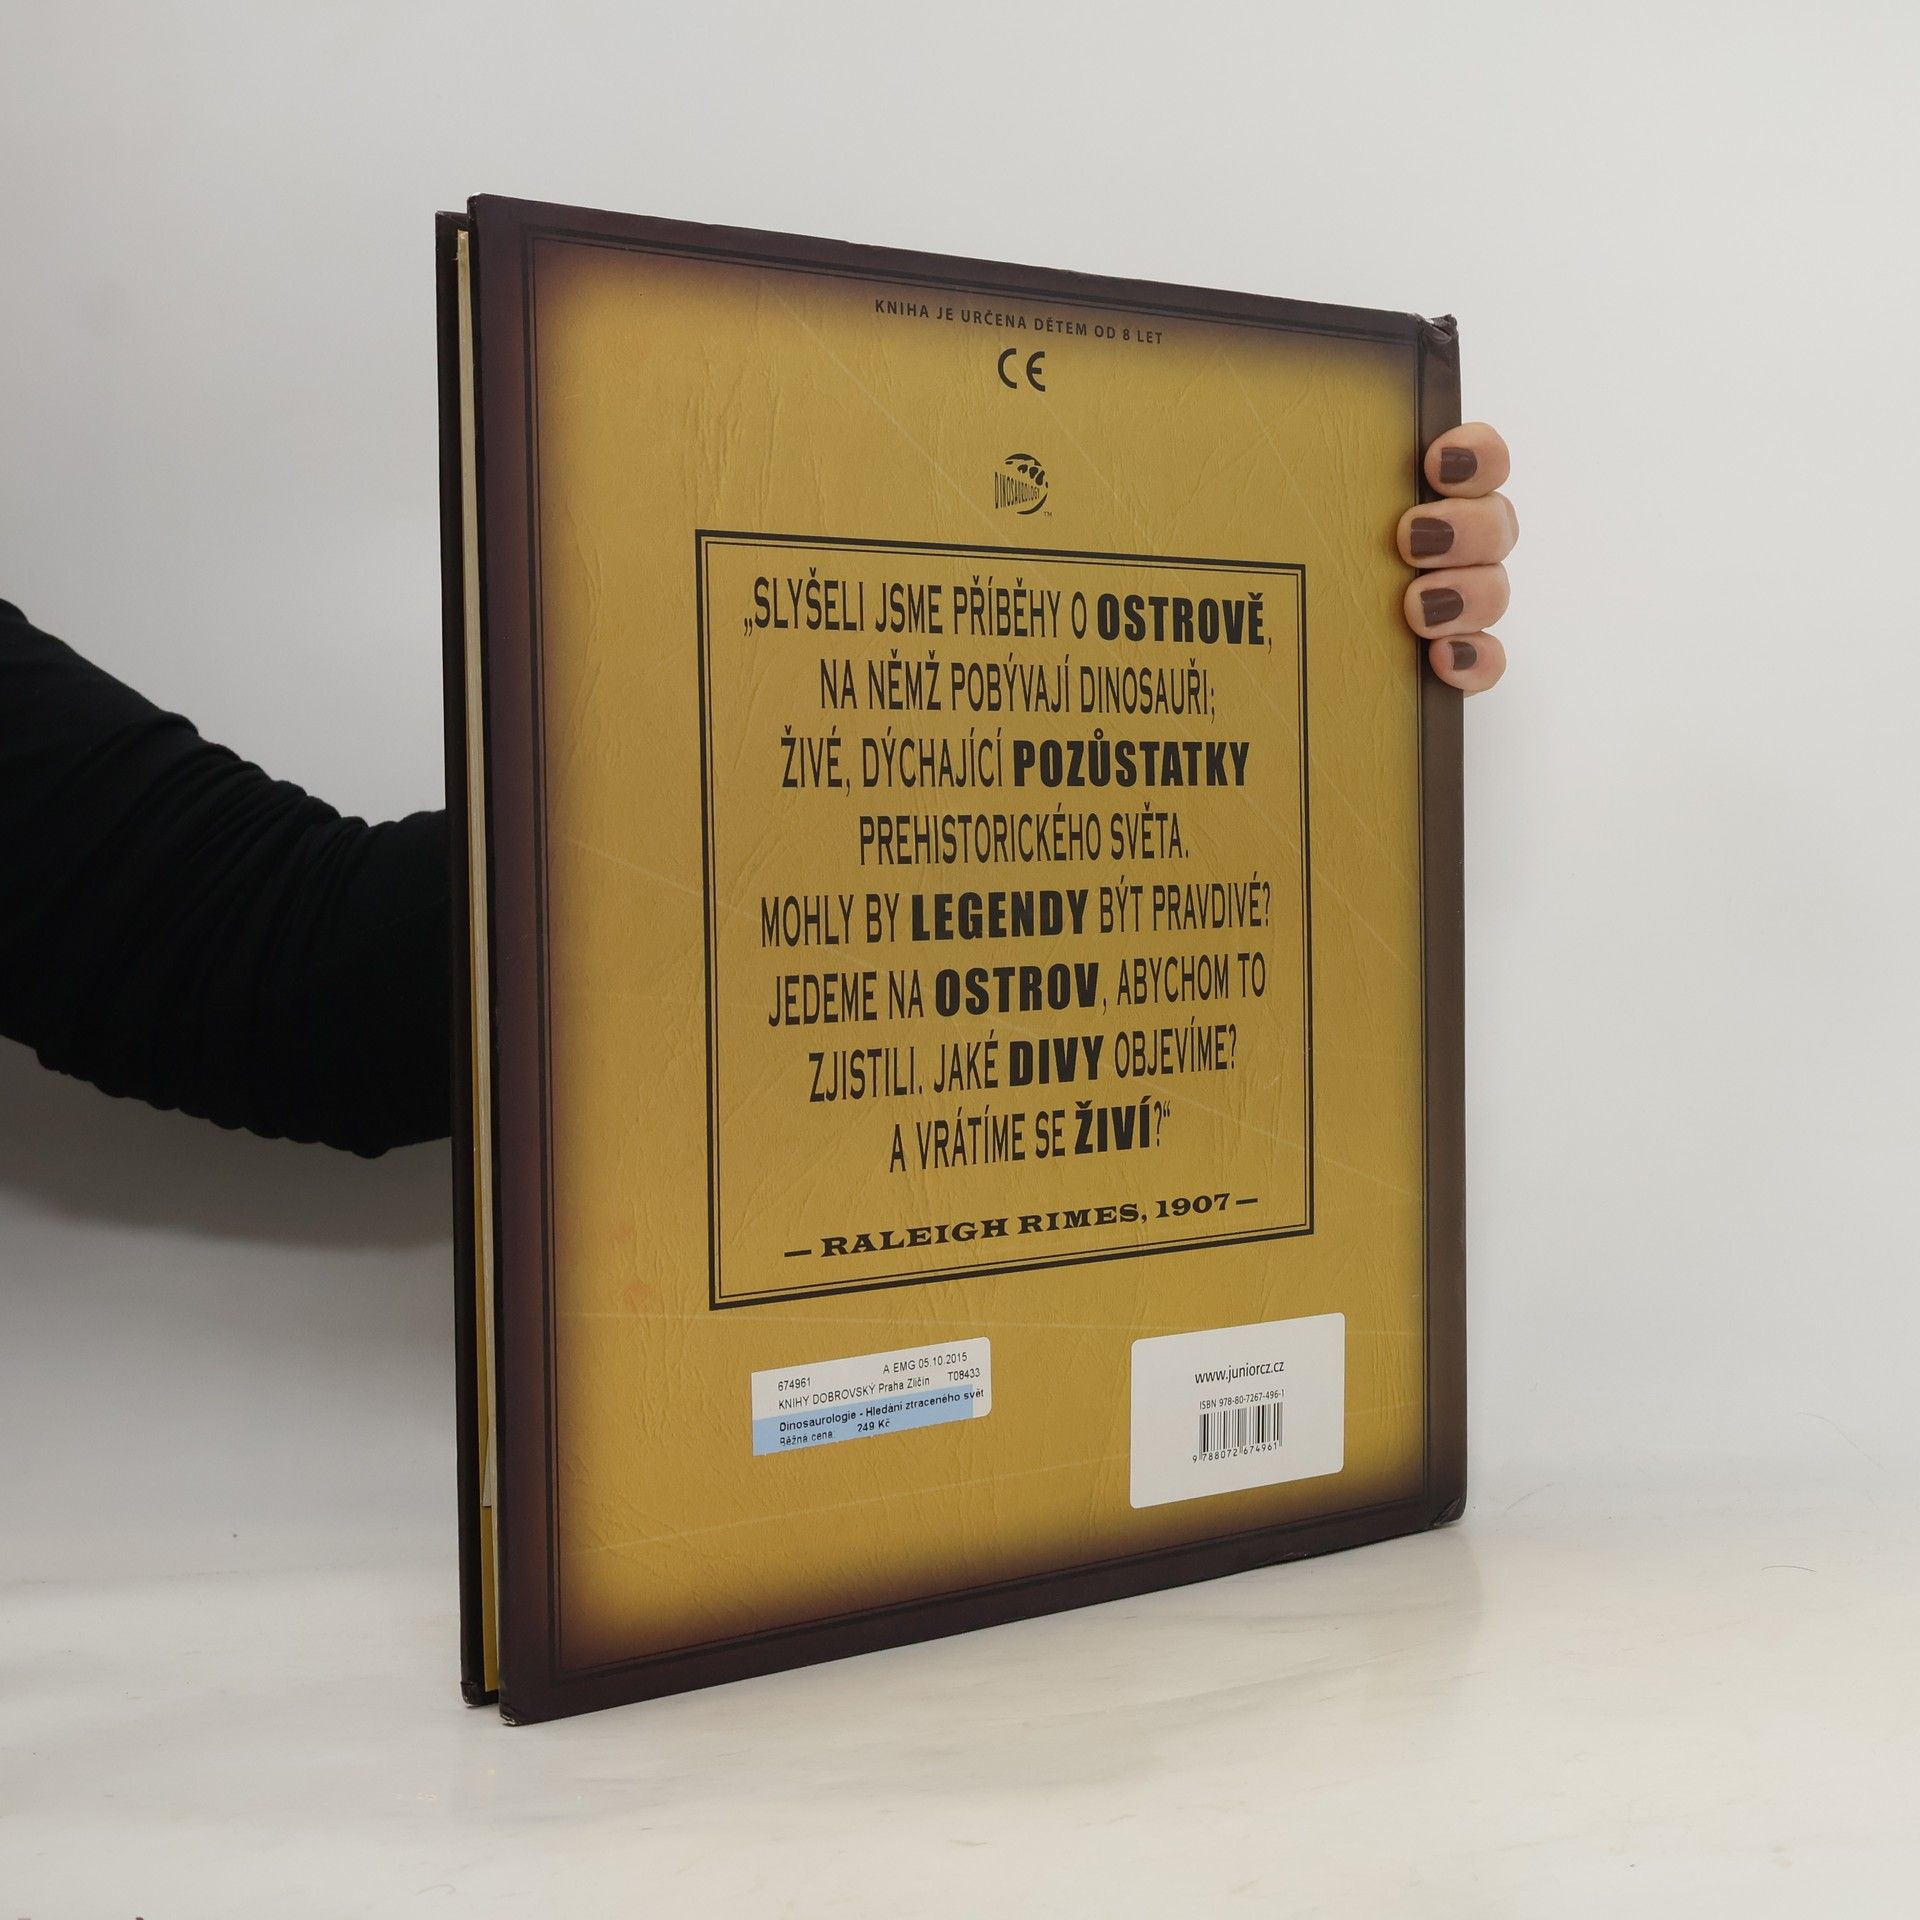 KNIHA JE URČENA DĚTEM OD 8 LET
CE
DINOSAUROLOGY
TM
„SLYŠELI JSME PŘÍBĚHY O OSTROVĚ,
NA NĚMŽ POBÝVAJÍ DINOSAUŘI;
ŽIVÉ, DÝCHAJÍCÍ POZŮSTATKY
PREHISTORICKÉHO SVĚTA.
MOHLY BY LEGENDY BÝT PRAVDIVÉ?
JEDEME NA OSTROV, ABYCHOM TO
ZJISTILI. JAKÉ DIVY OBJEVÍME?
A VRÁTÍME SE ŽIVÍ?“
— RALEIGH RIMES, 1907 —
674961 A EMG 05.10.2015
KNIHY DOBROVSKÝ Praha Zličín T08433
Dinosaurologie - Hledání ztraceného svět
Běžná cena: 249 Kč
www.juniorcz.cz
ISBN 978-80-7267-496-1
9 788072 674961